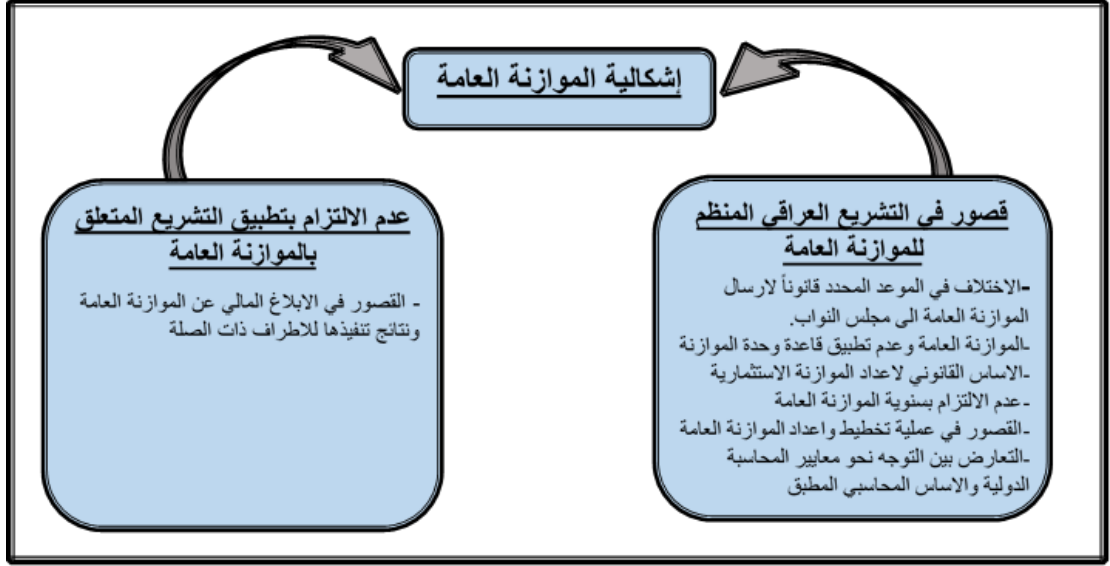 إشكالية الموازنة العامة
قصور في التشريع العراقي المنظم
للموازنة العامة
-الاختلاف في الموعد المحدد قانوناً لارسال
الموازنة العامة الى مجلس النواب.
-الموازنة العامة وعدم تطبيق قاعدة وحدة الموازنة
-الاساس القانوني لاعداد الموازنة الاستثمارية
-عدم الالتزام بسنوية الموازنة العامة
-القصور في عملية تخطيط واعداد الموازنة العامة
-التعارض بين التوجه نحو معايير المحاسبة
الدولية والاساس المحاسبي المطبق
عدم الالتزام بتطبيق التشريع المتعلق
بالموازنة العامة
- القصور في الابلاغ المالي عن الموازنة العامة
ونتائج تنفيذها للاطراف ذات الصلة